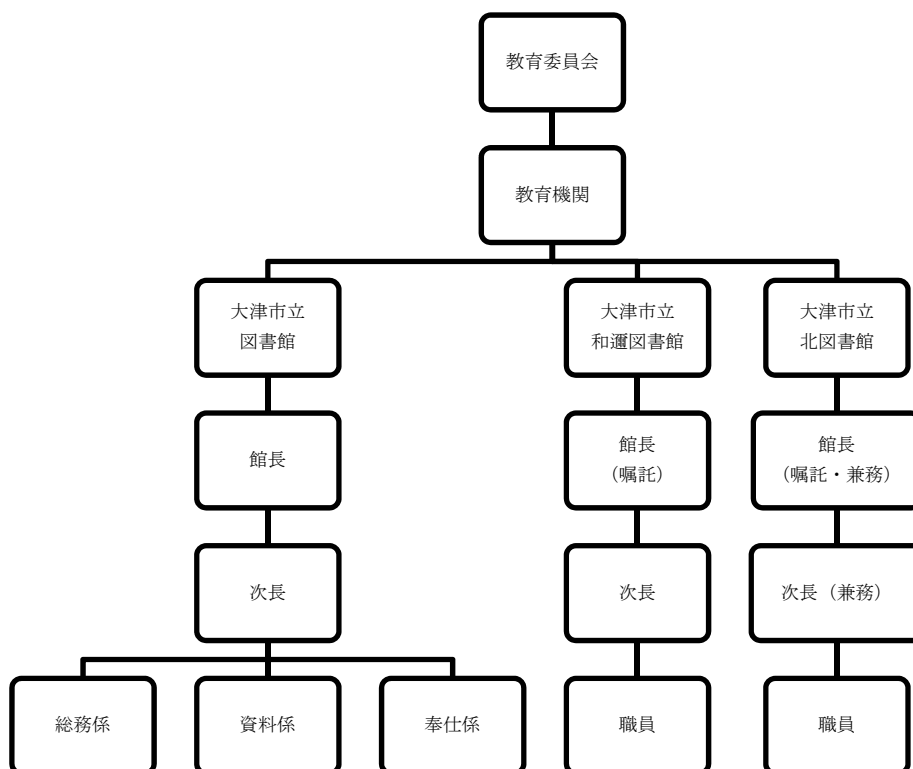 教育委員会
教育機関
大津市立
図書館
大津市立
和邇図書館
大津市立
北図書館
館長
館長
（嘱託）
館長
（嘱託・兼務）
次長
次長
次長（兼務）
総務係
資料係
奉仕係
職員
職員